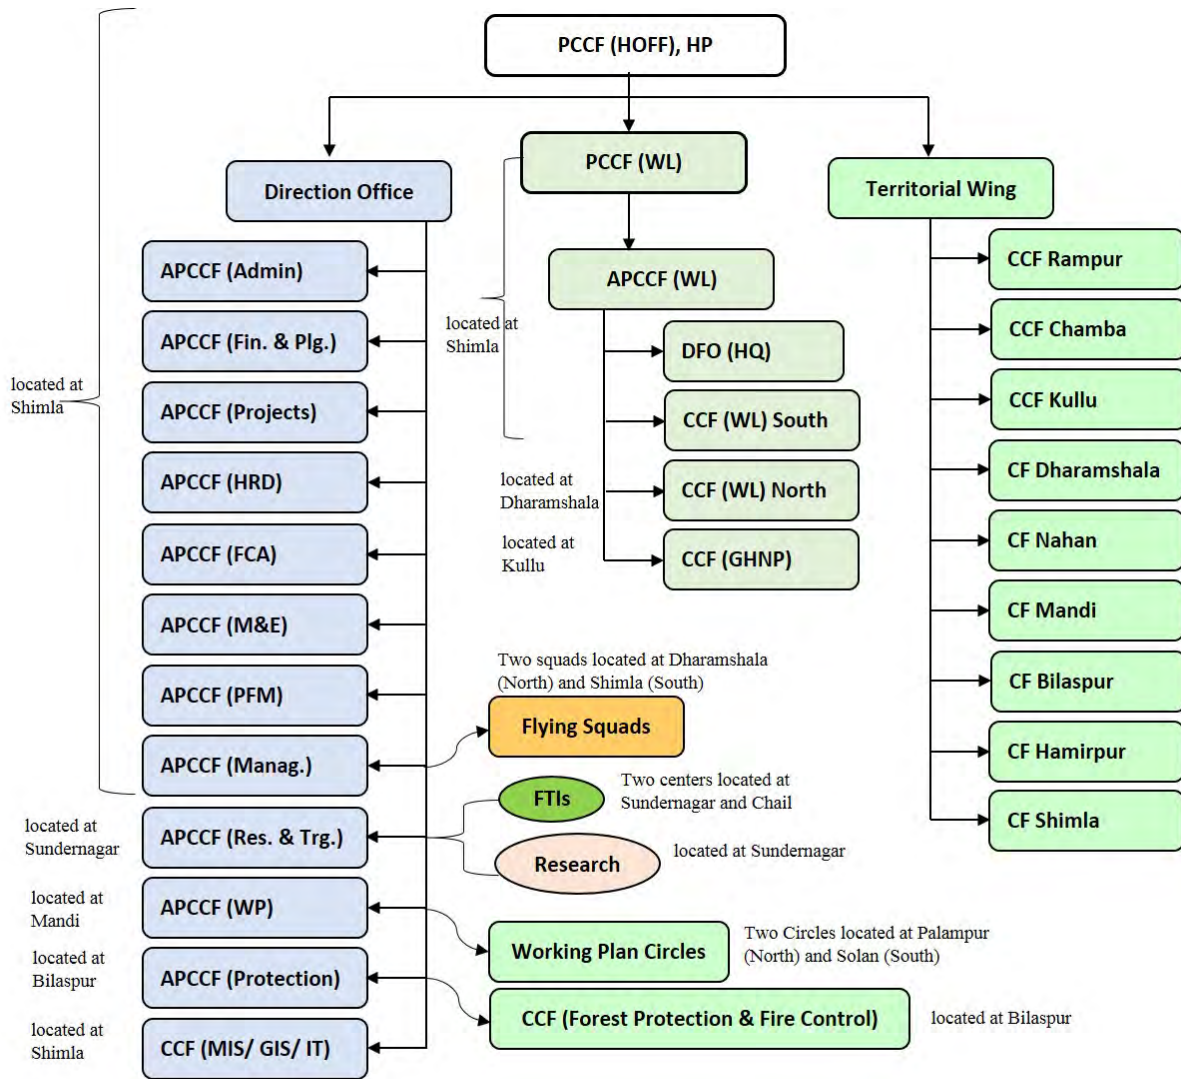 PCCF (HOFF), HP
Direction Office
PCCF (WL)
Territorial Wing
located at
Shimla
APCCF (Admin)
APCCF (Fin. & Plg.)
APCCF (Projects)
APCCF (HRD)
APCCF (FCA)
APCCF (M&E)
APCCF (PFM)
APCCF (Manag.)
located at
Sundernagar
APCCF (Res. & Trg.)
located at
Mandi
APCCF (WP)
located at
Bilaspur
APCCF (Protection)
located at
Shimla
CCF (MIS/ GIS/ IT)
APCCF (WL)
located at
Shimla
DFO (HQ)
CCF (WL) South
located at
Dharamshala
CCF (WL) North
located at
Kullu
CCF (GHNP)
Two squads located at Dharamshala
(North) and Shimla (South)
Flying Squads
FTIs
Two centers located at
Sundernagar and Chail
Research
located at Sundernagar
Working Plan Circles
Two Circles located at Palampur
(North) and Solan (South)
CCF (Forest Protection & Fire Control)
located at Bilaspur
CCF Rampur
CCF Chamba
CCF Kullu
CF Dharamshala
CF Nahan
CF Mandi
CF Bilaspur
CF Hamirpur
CF Shimla